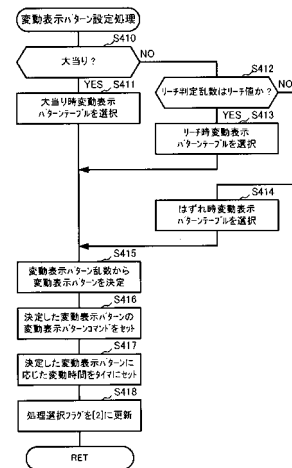 変動表示パターン設定処理
S410
大当り?
NO
YES
S411
大当り時変動表示
パターンテーブルを選択
S412
リーチ判定乱数はリーチ値か?
NO
YES
S413
リーチ時変動表示
パターンテーブルを選択
S414
はずれ時変動表示
パターンテーブルを選択
S415
変動表示パターン乱数から
変動表示パターンを決定
S416
決定した変動表示パターンの
変動表示パターンコマンドをセット
S417
決定した変動表示パターンに
応じた変動時間をタイマにセット
S418
処理選択フラグを[2]に更新
RET